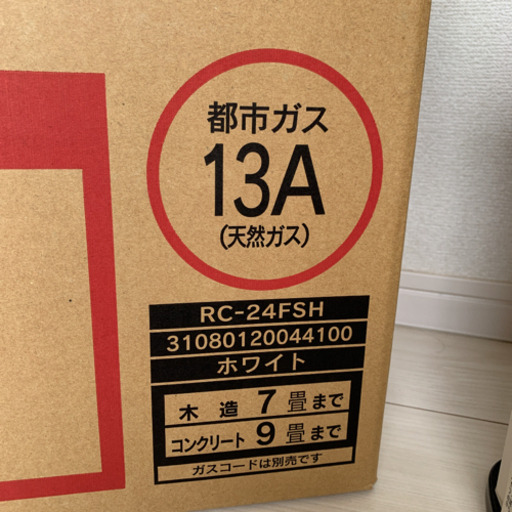 都市ガス
13A
(天然ガス)
RC-24FSH
31080120044100
ホワイト
木造 7畳まで
コンクリート 9畳まで
ガスコードは別売です